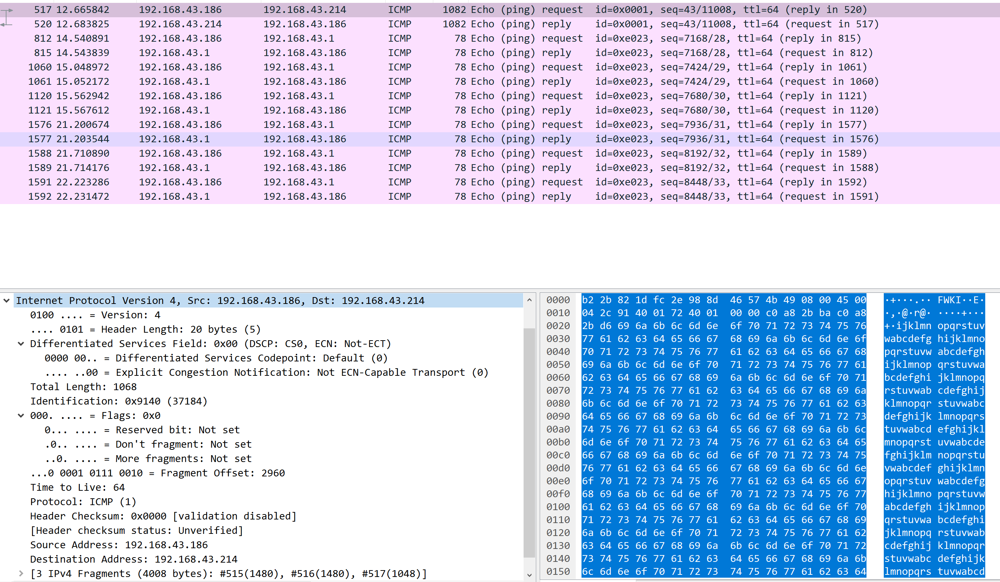 517 12.665842 192.168.43.186 192.168.43.214 ICMP 1082 Echo (ping) request id=0x0001, seq=43/11008, ttl=64 (reply in 520)
520 12.683825 192.168.43.214 192.168.43.186 ICMP 1082 Echo (ping) reply id=0x0001, seq=43/11008, ttl=64 (request in 517)
812 14.540891 192.168.43.186 192.168.43.1 ICMP 78 Echo (ping) request id=0xe023, seq=7168/28, ttl=64 (reply in 815)
815 14.543839 192.168.43.1 192.168.43.186 ICMP 78 Echo (ping) reply id=0xe023, seq=7168/28, ttl=64 (request in 812)
1060 15.048972 192.168.43.186 192.168.43.1 ICMP 78 Echo (ping) request id=0xe023, seq=7424/29, ttl=64 (reply in 1061)
1061 15.052172 192.168.43.1 192.168.43.186 ICMP 78 Echo (ping) reply id=0xe023, seq=7424/29, ttl=64 (request in 1060)
1120 15.562942 192.168.43.186 192.168.43.1 ICMP 78 Echo (ping) request id=0xe023, seq=7680/30, ttl=64 (reply in 1121)
1121 15.567612 192.168.43.1 192.168.43.186 ICMP 78 Echo (ping) reply id=0xe023, seq=7680/30, ttl=64 (request in 1120)
1576 21.200674 192.168.43.186 192.168.43.1 ICMP 78 Echo (ping) request id=0xe023, seq=7936/31, ttl=64 (reply in 1577)
1577 21.203544 192.168.43.1 192.168.43.186 ICMP 78 Echo (ping) reply id=0xe023, seq=7936/31, ttl=64 (request in 1576)
1588 21.710890 192.168.43.186 192.168.43.1 ICMP 78 Echo (ping) request id=0xe023, seq=8192/32, ttl=64 (reply in 1589)
1589 21.714176 192.168.43.1 192.168.43.186 ICMP 78 Echo (ping) reply id=0xe023, seq=8192/32, ttl=64 (request in 1588)
1591 22.223286 192.168.43.186 192.168.43.1 ICMP 78 Echo (ping) request id=0xe023, seq=8448/33, ttl=64 (reply in 1592)
1592 22.231472 192.168.43.1 192.168.43.186 ICMP 78 Echo (ping) reply id=0xe023, seq=8448/33, ttl=64 (request in 1591)
Internet Protocol Version 4, Src: 192.168.43.186, Dst: 192.168.43.214
0100 .... = Version: 4
.... 0101 = Header Length: 20 bytes (5)
Differentiated Services Field: 0x00 (DSCP: CS0, ECN: Not-ECT)
0000 00.. = Differentiated Services Codepoint: Default (0)
.... ..00 = Explicit Congestion Notification: Not ECN-Capable Transport (0)
Total Length: 1068
Identification: 0x9140 (37184)
000. .... = Flags: 0x0
0... .... = Reserved bit: Not set
.0.. .... = Don't fragment: Not set
..0. .... = More fragments: Not set
...0 0001 0111 0010 = Fragment Offset: 2960
Time to Live: 64
Protocol: ICMP (1)
Header Checksum: 0x0000 [validation disabled]
[Header checksum status: Unverified]
Source Address: 192.168.43.186
Destination Address: 192.168.43.214
[3 IPv4 Fragments (4008 bytes): #515(1480), #516(1480), #517(1048)]
0000 b2 2b 82 1d fc 2e 98 8d 46 57 4b 49 08 00 45 00 ·+···.·· FWKI··E·
0010 04 2c 91 40 01 72 40 01 00 00 c0 a8 2b ba c0 a8 ·,·@·r@· ····+···
0020 2b d6 69 6a 6b 6c 6d 6e 6f 70 71 72 73 74 75 76 +·ijklmn opqrstuv
0030 77 61 62 63 64 65 66 67 68 69 6a 6b 6c 6d 6e 6f wabcdefg hijklmno
0040 70 71 72 73 74 75 76 77 61 62 63 64 65 66 67 68 pqrstuvw abcdefgh
0050 69 6a 6b 6c 6d 6e 6f 70 71 72 73 74 75 76 77 61 ijklmnop qrstuvwa
0060 62 63 64 65 66 67 68 69 6a 6b 6c 6d 6e 6f 70 71 bcdefghi jklmnopq
0070 72 73 74 75 76 77 61 62 63 64 65 66 67 68 69 6a rstuvwab cdefghij
0080 6b 6c 6d 6e 6f 70 71 72 73 74 75 76 77 61 62 63 klmnopqr stuvwabc
0090 64 65 66 67 68 69 6a 6b 6c 6d 6e 6f 70 71 72 73 defghijk lmnopqrs
00a0 74 75 76 77 61 62 63 64 65 66 67 68 69 6a 6b 6c tuvwabcd efghijkl
00b0 6d 6e 6f 70 71 72 73 74 75 76 77 61 62 63 64 65 mnopqrst uvwabcde
00c0 66 67 68 69 6a 6b 6c 6d 6e 6f 70 71 72 73 74 75 fghijklm nopqrstu
00d0 76 77 61 62 63 64 65 66 67 68 69 6a 6b 6c 6d 6e vwabcdef ghijklmn
00e0 6f 70 71 72 73 74 75 76 77 61 62 63 64 65 66 67 opqrstuv wabcdefg
00f0 68 69 6a 6b 6c 6d 6e 6f 70 71 72 73 74 75 76 77 hijklmno pqrstuvw
0100 61 62 63 64 65 66 67 68 69 6a 6b 6c 6d 6e 6f 70 abcdefgh ijklmnop
0110 71 72 73 74 75 76 77 61 62 63 64 65 66 67 68 69 qrstuvwa bcdefghi
0120 6a 6b 6c 6d 6e 6f 70 71 72 73 74 75 76 77 61 62 jklmnopq rstuvwab
0130 63 64 65 66 67 68 69 6a 6b 6c 6d 6e 6f 70 71 72 cdefghij klmnopqr
0140 73 74 75 76 77 61 62 63 64 65 66 67 68 69 6a 6b stuvwabc defghijk
0150 6c 6d 6e 6f 70 71 72 73 74 75 76 77 61 62 63 64 lmnopqrs tuvwabcd